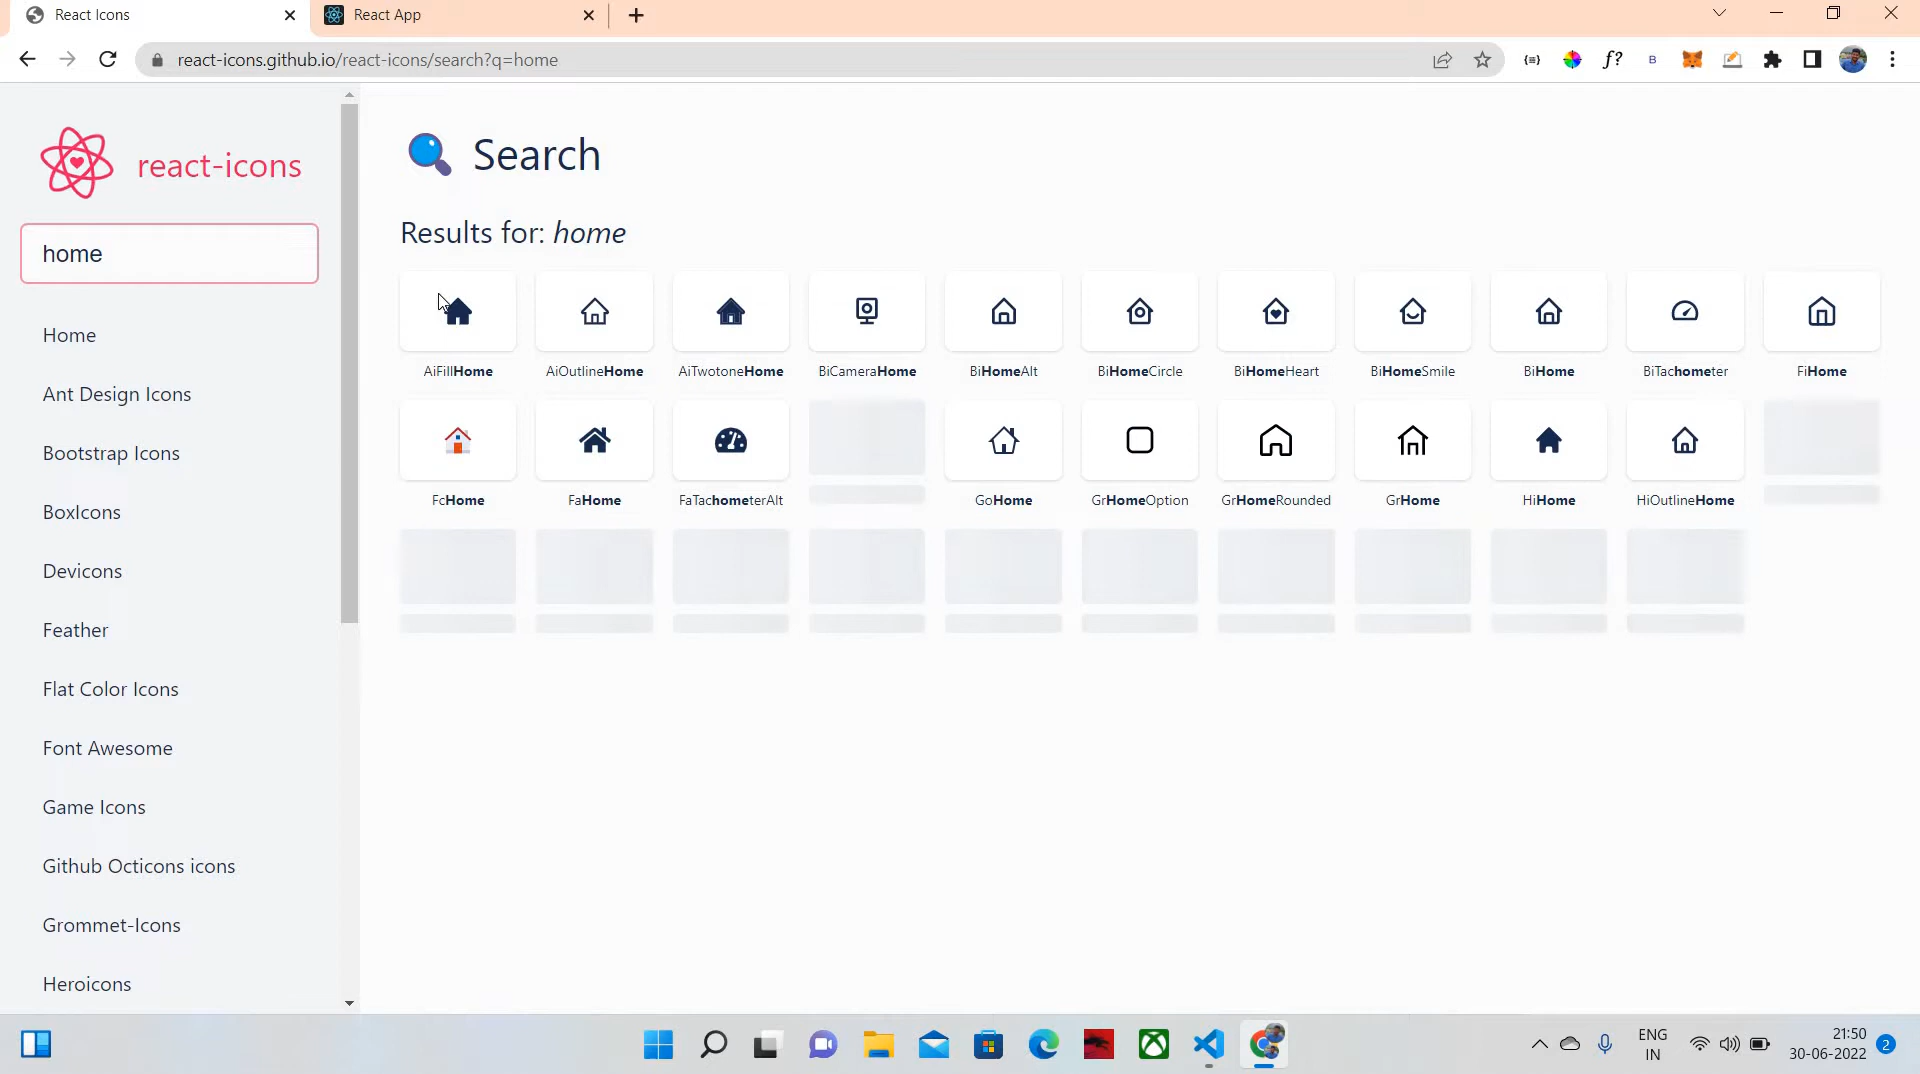 React Icons
React App
react-icons.github.io/react-icons/search?q=home
f?
B
react-icons
home
Home
Ant Design Icons
Bootstrap Icons
BoxIcons
Devicons
Feather
Flat Color Icons
Font Awesome
Game Icons
Github Octicons icons
Grommet-Icons
Heroicons
Search
Results for: home
AiFillHome
AiOutlineHome
AiTwotoneHome
BiCameraHome
BiHomeAlt
BiHomeCircle
BiHomeHeart
BiHomeSmile
BiHome
BiTachometer
FiHome
FcHome
FaHome
FaTachometerAlt
GoHome
GrHomeOption
GrHomeRounded
GrHome
HiHome
HiOutlineHome
ENG
IN
21:50
30-06-2022
2